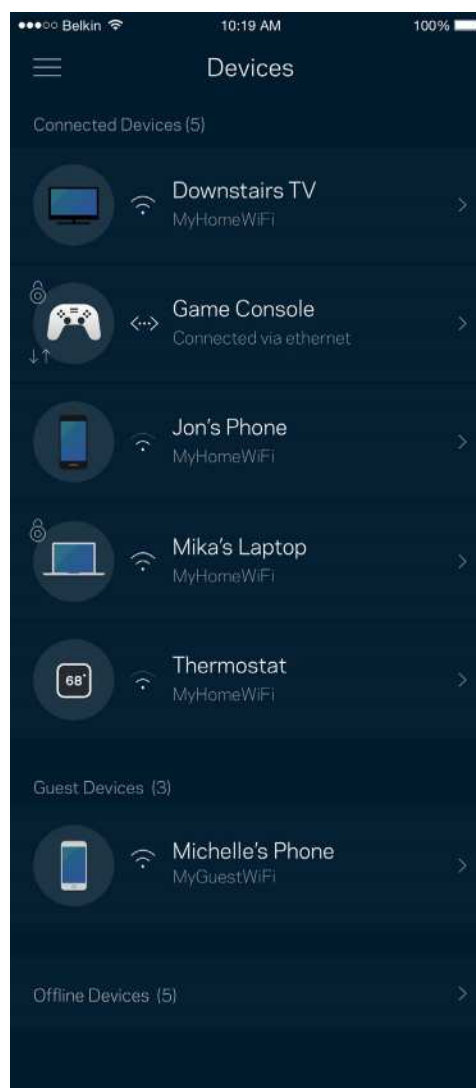 Belkin 10:19 AM 100%
Devices
Connected Devices (5)
Downstairs TV
MyHomeWiFi
Game Console
Connected via ethernet
Jon's Phone
MyHomeWiFi
Mika's Laptop
MyHomeWiFi
68°
Thermostat
MyHomeWiFi
Guest Devices (3)
Michelle's Phone
MyGuestWiFi
Offline Devices (5)